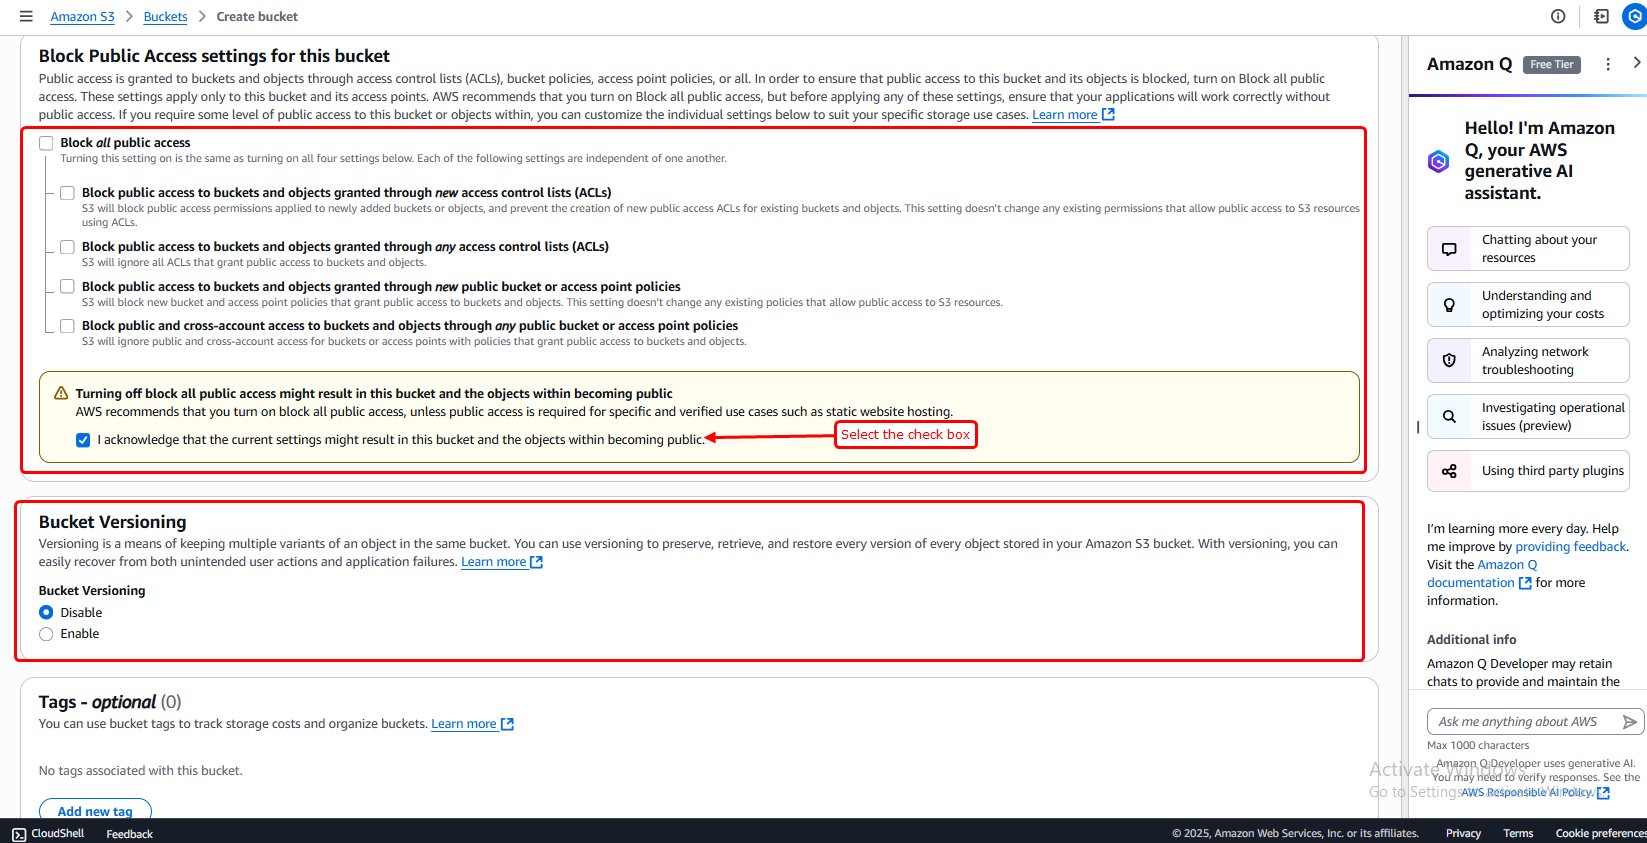 Amazon S3 > Buckets > Create bucket
Block Public Access settings for this bucket
Public access is granted to buckets and objects through access control lists (ACLs), bucket policies, access point policies, or all. In order to ensure that public access to this bucket and its objects is blocked, turn on Block all public
access. These settings apply only to this bucket and its access points. AWS recommends that you turn on Block all public access, but before applying any of these settings, ensure that your applications will work correctly without
public access. If you require some level of public access to this bucket or objects within, you can customize the individual settings below to suit your specific storage use cases. Learn more
Block all public access
Turning this setting on is the same as turning on all four settings below. Each of the following settings are independent of one another.
Block public access to buckets and objects granted through new access control lists (ACLs)
S3 will block public access permissions applied to newly added buckets or objects, and prevent the creation of new public access ACLs for existing buckets and objects. This setting doesn't change any existing permissions that allow public access to S3 resources
using ACLs.
Block public access to buckets and objects granted through any access control lists (ACLs)
S3 will ignore all ACLs that grant public access to buckets and objects.
Block public access to buckets and objects granted through new public bucket or access point policies
S3 will block new bucket and access point policies that grant public access to buckets and objects. This setting doesn't change any existing policies that allow public access to S3 resources.
Block public and cross-account access to buckets and objects through any public bucket or access point policies
S3 will ignore public and cross-account access for buckets or access points with policies that grant public access to buckets and objects.
Turning off block all public access might result in this bucket and the objects within becoming public
AWS recommends that you turn on block all public access, unless public access is required for specific and verified use cases such as static website hosting.
I acknowledge that the current settings might result in this bucket and the objects within becoming public.
Select the check box
Bucket Versioning
Versioning is a means of keeping multiple variants of an object in the same bucket. You can use versioning to preserve, retrieve, and restore every version of every object stored in your Amazon S3 bucket. With versioning, you can
easily recover from both unintended user actions and application failures. Learn more
Bucket Versioning
Disable
Enable
Tags - optional (0)
You can use bucket tags to track storage costs and organize buckets. Learn more
No tags associated with this bucket.
Add new tag
Amazon Q Free Tier
Hello! I'm Amazon
Q, your AWS
generative AI
assistant.
Chatting about your
resources
Understanding and
optimizing your costs
Analyzing network
troubleshooting
Investigating operational
issues (preview)
Using third party plugins
I'm learning more every day. Help
me improve by providing feedback.
Visit the Amazon Q
documentation for more
information.
Additional info
Amazon Q Developer may retain
chats to provide and maintain the
Ask me anything about AWS
Max 1000 characters
Amazon Q Developer uses generative AI.
You may need to verify responses. See the
AWS Responsible AI Policy.
Activate Windows
Go to Settings to activate Windows.
CloudShell Feedback
© 2025, Amazon Web Services, Inc. or its affiliates. Privacy Terms Cookie preferences